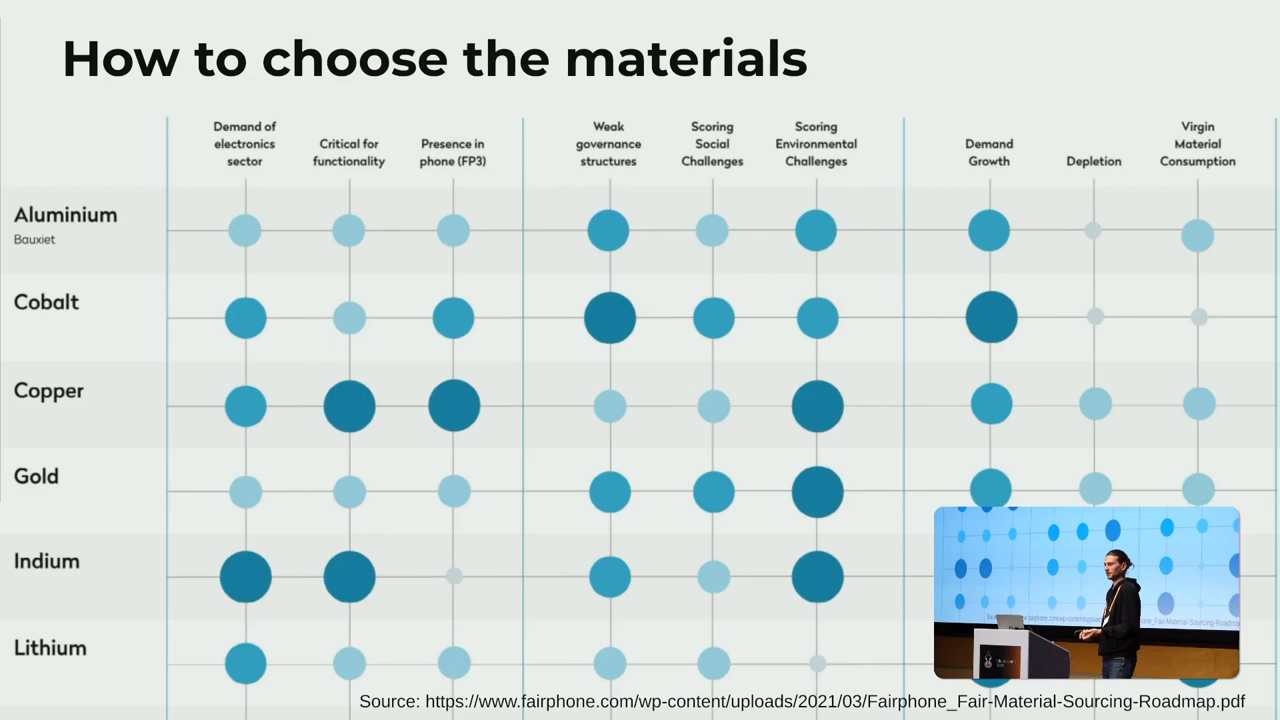 How to choose the materials
Demand of
electronics
sector
Critical for
functionality
Presence in
phone (FP3)
Weak
governance
structures
Scoring
Social
Challenges
Scoring
Environmental
Challenges
Demand
Growth
Depletion
Virgin
Material
Consumption
Aluminium
Bauxiet
Cobalt
Copper
Gold
Indium
Lithium
Source: https://www.fairphone.com/wp-content/uploads/2021/03/Fairphone_Fair-Material-Sourcing-Roadmap.pdf